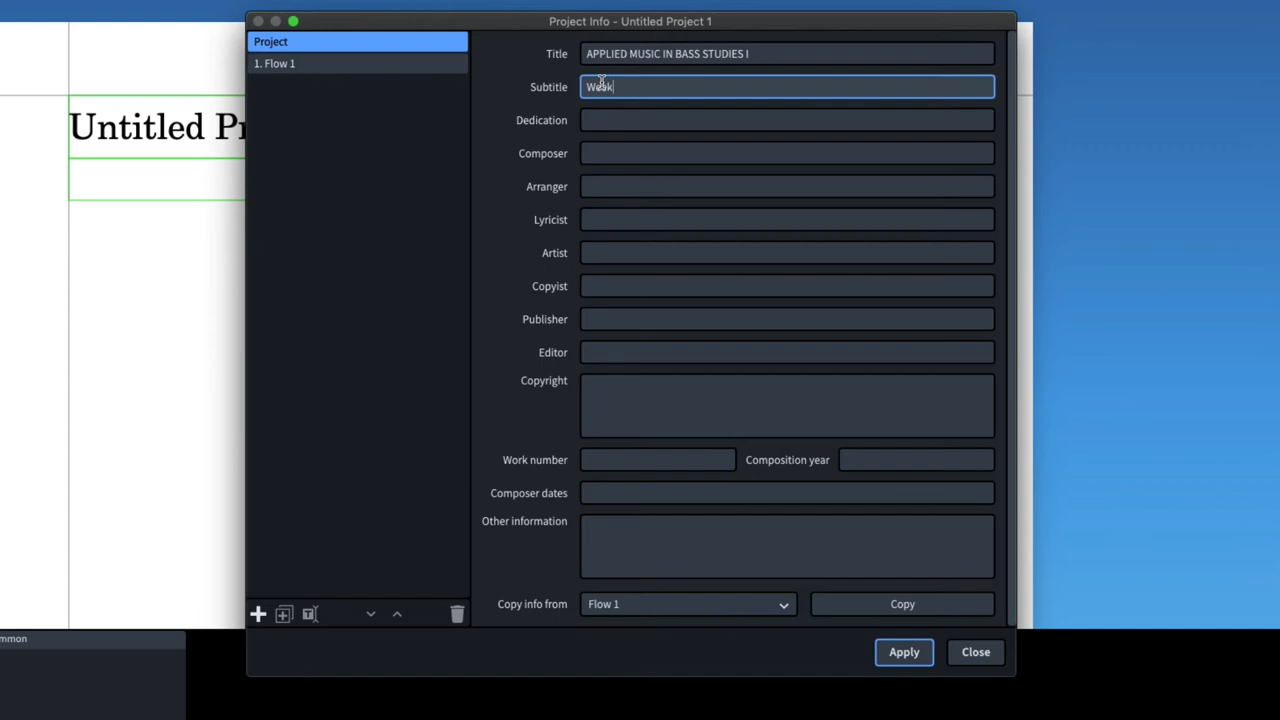 Project Info - Untitled Project 1
Project
1. Flow 1
Title APPLIED MUSIC IN BASS STUDIES I
Subtitle Week
Dedication
Composer
Arranger
Lyricist
Artist
Copyist
Publisher
Editor
Copyright
Work number Composition year
Composer dates
Other information
Copy info from Flow 1 Copy
Apply Close
Untitled Pr
mmon